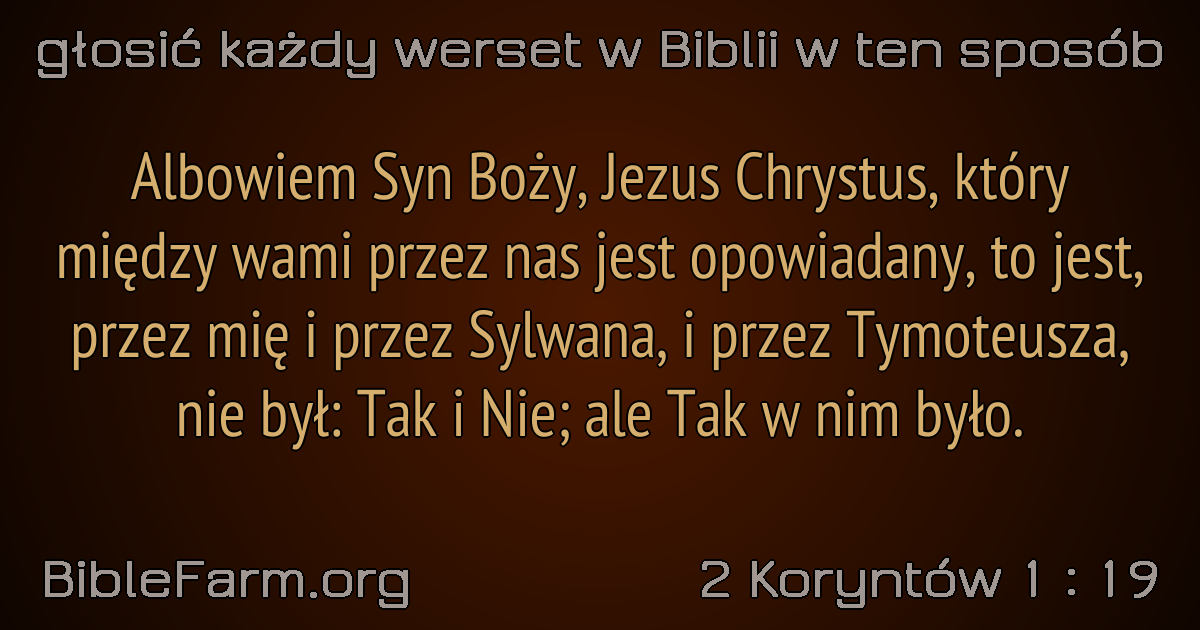 głosić każdy werset w Biblii w ten sposób
Albowiem Syn Boży, Jezus Chrystus, który
między wami przez nas jest opowiadany, to jest,
przez mię i przez Sylwana, i przez Tymoteusza,
nie był: Tak i Nie; ale Tak w nim było.
BibleFarm.org
2 Koryntów 1 : 19